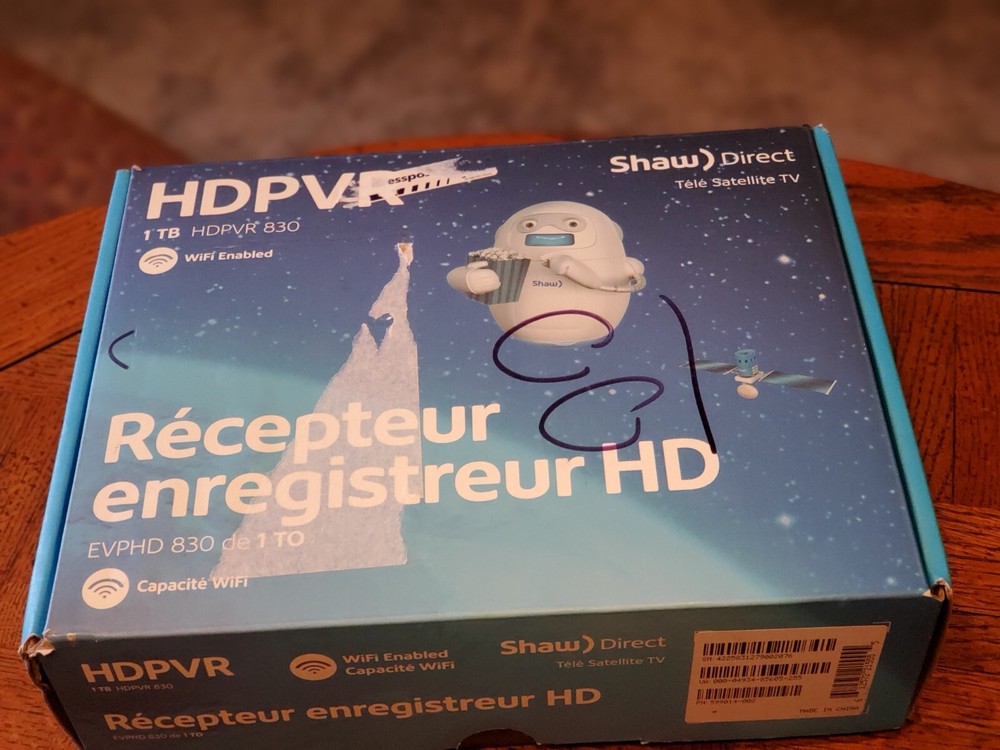 HDPVR
esspo
Shaw) Direct
Télé Satellite TV
1 TB HDPVR 830
WiFi Enabled
Shaw)
Récepteur
enregistreur HD
EVPHD 830 de 1 TO
Capacité WiFi
HDPVR
1 TB HDPVR 830
WiFi Enabled
Capacité WiFi
Shaw) Direct
Télé Satellite TV
Récepteur enregistreur HD
EVPHD 830 de 1 TO
MADE IN CHINA